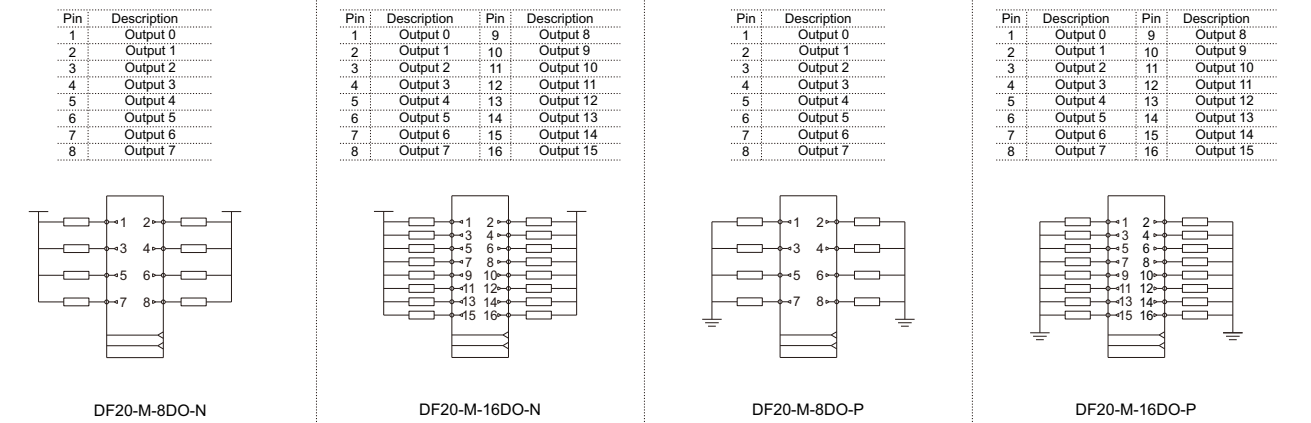 Pin Description
1 Output 0
2 Output 1
3 Output 2
4 Output 3
5 Output 4
6 Output 5
7 Output 6
8 Output 7
1 2
3 4
5 6
7 8
DF20-M-8DO-N
Pin Description Pin Description
1 Output 0 9 Output 8
2 Output 1 10 Output 9
3 Output 2 11 Output 10
4 Output 3 12 Output 11
5 Output 4 13 Output 12
6 Output 5 14 Output 13
7 Output 6 15 Output 14
8 Output 7 16 Output 15
1 2
3 4
5 6
7 8
9 10
11 12
13 14
15 16
DF20-M-16DO-N
Pin Description
1 Output 0
2 Output 1
3 Output 2
4 Output 3
5 Output 4
6 Output 5
7 Output 6
8 Output 7
1 2
3 4
5 6
7 8
DF20-M-8DO-P
Pin Description Pin Description
1 Output 0 9 Output 8
2 Output 1 10 Output 9
3 Output 2 11 Output 10
4 Output 3 12 Output 11
5 Output 4 13 Output 12
6 Output 5 14 Output 13
7 Output 6 15 Output 14
8 Output 7 16 Output 15
1 2
3 4
5 6
7 8
9 10
11 12
13 14
15 16
DF20-M-16DO-P